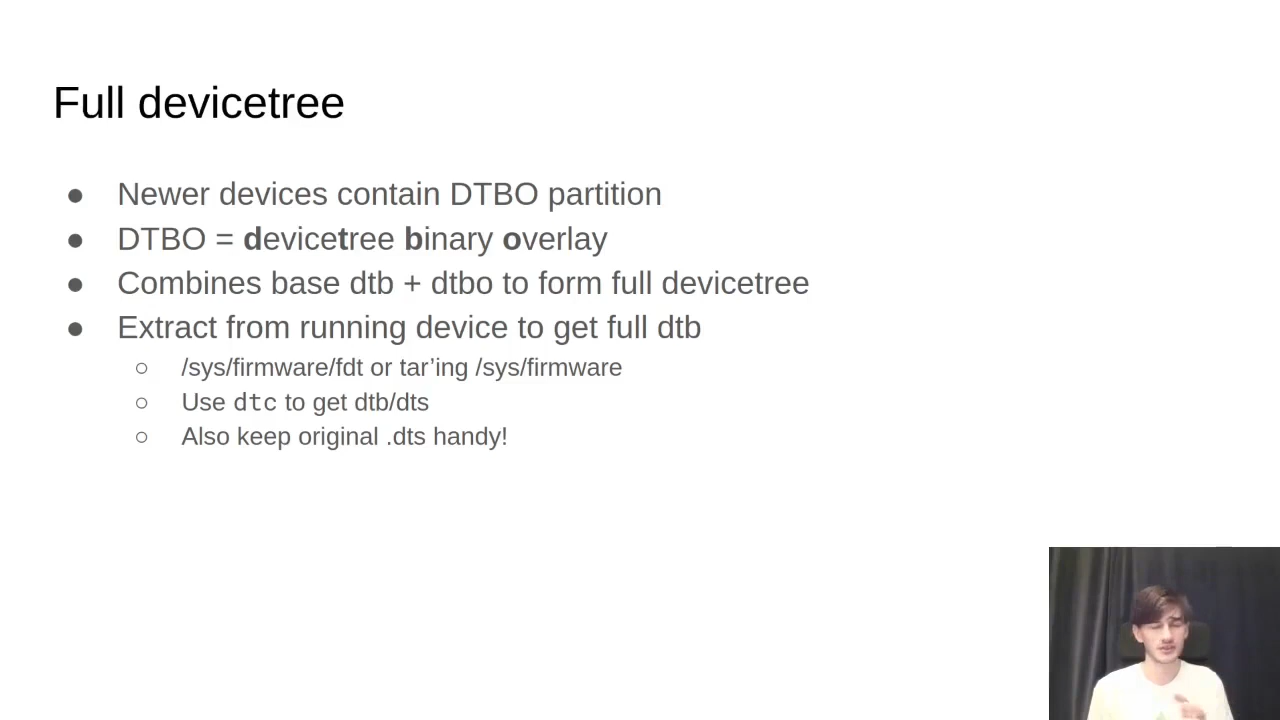 Full devicetree
● Newer devices contain DTBO partition
● DTBO = devicetree binary overlay
● Combines base dtb + dtbo to form full devicetree
● Extract from running device to get full dtb
○ /sys/firmware/fdt or tar’ing /sys/firmware
○ Use dtc to get dtb/dts
○ Also keep original .dts handy!